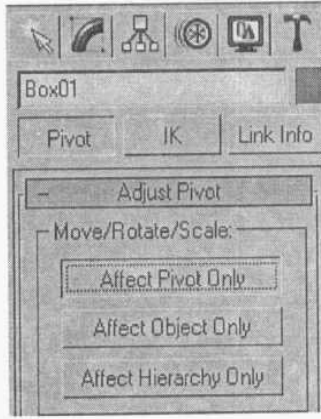 Box01
Pivot IK Link Info
- Adjust Pivot
Move/Rotate/Scale:
Affect Pivot Only
Affect Object Only
Affect Hierarchy Only